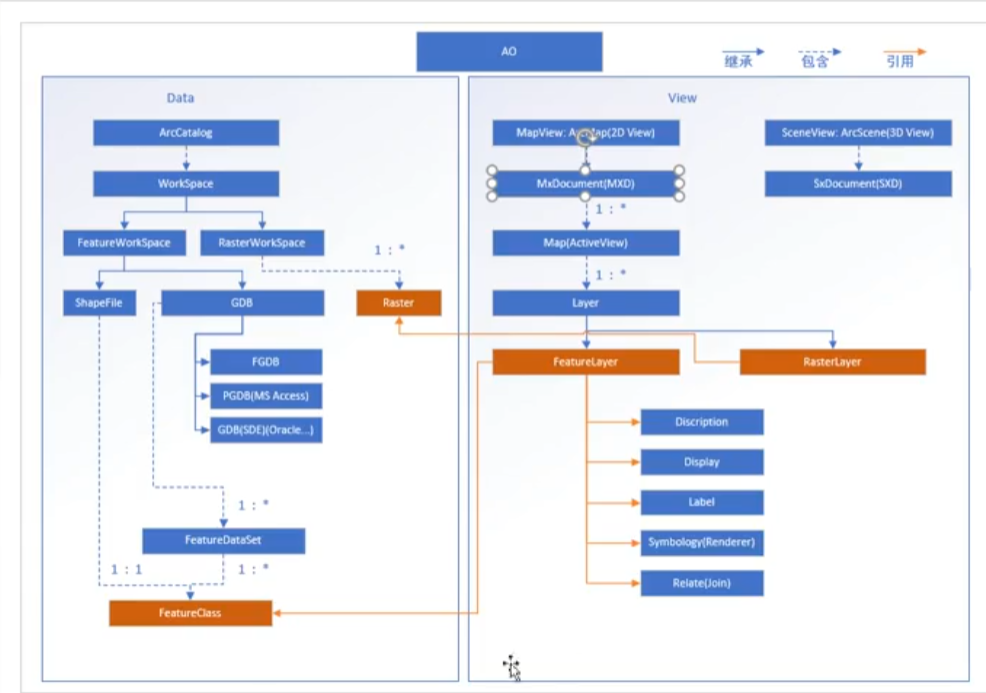 AO
继承
包含
引用
Data
ArcCatalog
WorkSpace
FeatureWorkSpace
RasterWorkSpace
1 : *
ShapeFile
GDB
Raster
FGDB
PGDB(MS Access)
GDB(SDE)(Oracle...)
1 : *
FeatureDataSet
1 : 1
1 : *
FeatureClass
View
MapView: ArcMap(2D View)
SceneView: ArcScene(3D View)
MxDocument(MXD)
SxDocument(SXD)
1 : *
Map(ActiveView)
1 : *
Layer
FeatureLayer
RasterLayer
Discription
Display
Label
Symbology(Renderer)
Relate(Join)